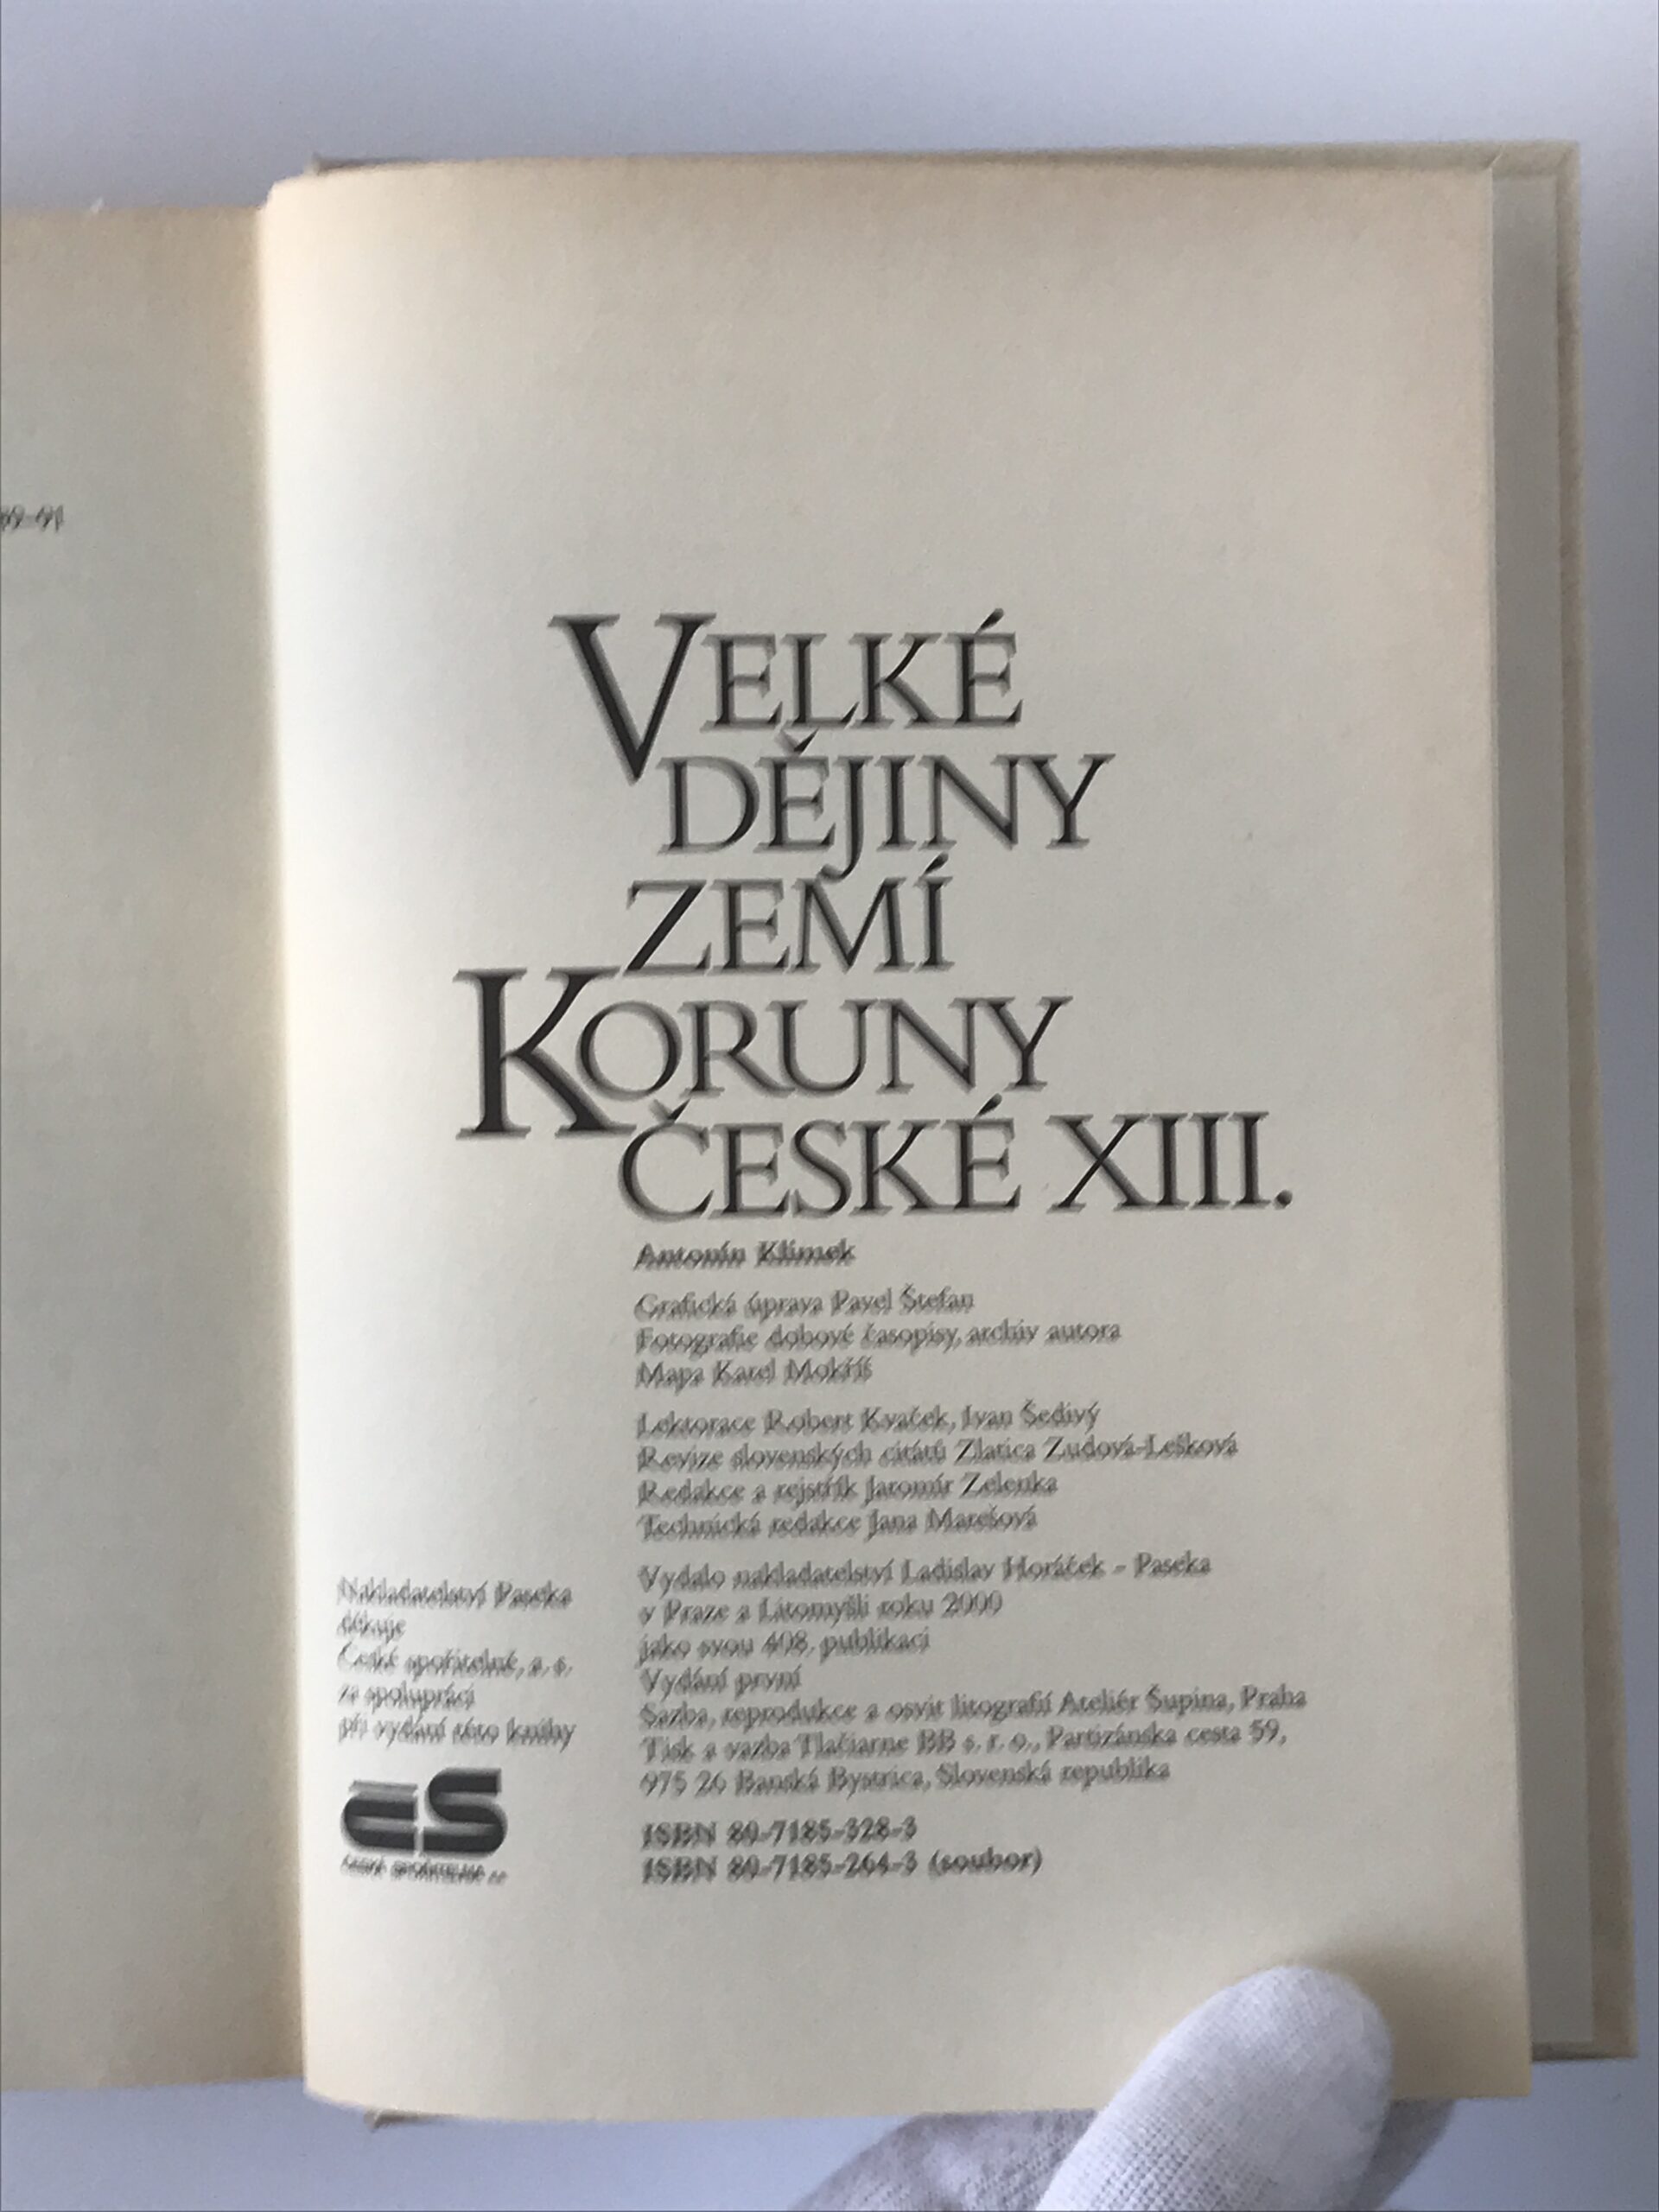 89-91
VELKÉ
DĚJINY
ZEMÍ
KORUNY
ČESKÉ XIII.
Antonín Klimek
Grafická úprava Pavel Štefan
Fotografie dobové časopisy, archiv autora
Mapa Karel Mokříš
Lektorace Robert Kvaček, Ivan Šedivý
Revize slovenských citátů Zlatica Zudová-Lešková
Redakce a rejstřík Jaromír Zelenka
Technická redakce Jana Marešová
Vydalo nakladatelství Ladislav Horáček - Paseka
v Praze a Litomyšli roku 2000
jako svou 408. publikaci
Vydání první
Sazba, reprodukce a osvit litografií Ateliér Šupina, Praha
Tisk a vazba Tlačiarne BB s. r. o., Partizánska cesta 59,
975 26 Banská Bystrica, Slovenská republika
ISBN 80-7185-328-3
ISBN 80-7185-264-3 (soubor)
Nakladatelství Paseka
děkuje
České spořitelně, a. s.
za spolupráci
při vydání této knihy
ČS
ČESKÁ SPOŘITELNA a.s.